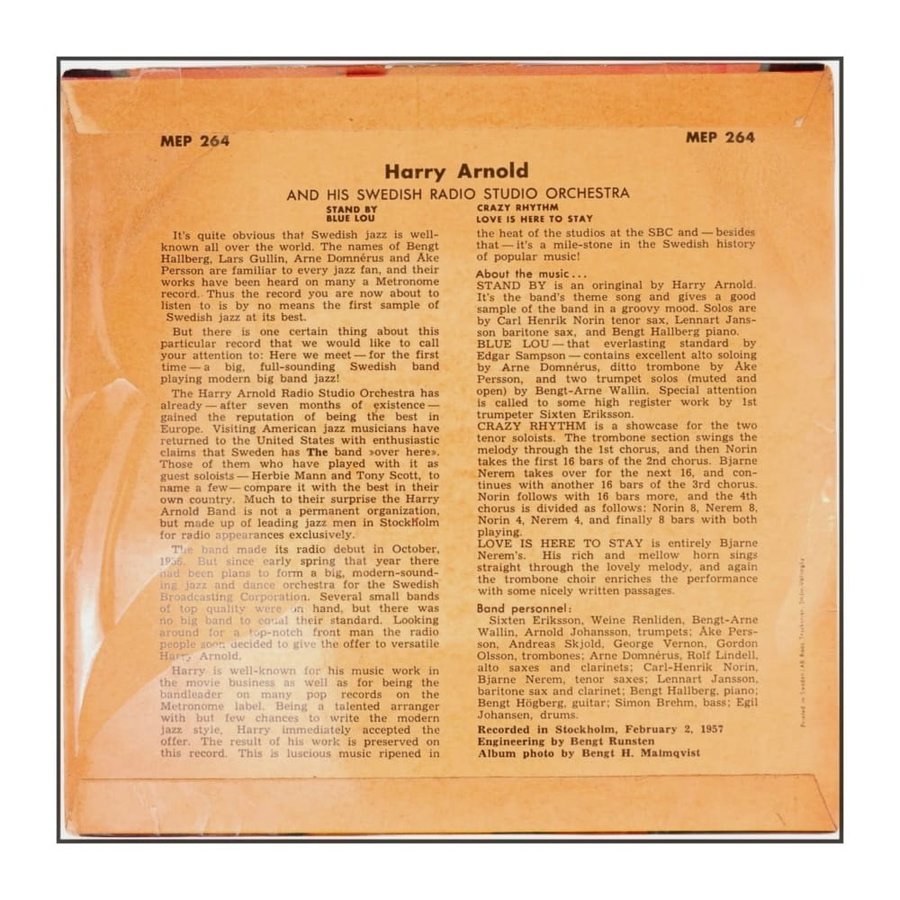 MEP 264
MEP 264
Harry Arnold
AND HIS SWEDISH RADIO STUDIO ORCHESTRA
STAND BY
BLUE LOU
CRAZY RHYTHM
LOVE IS HERE TO STAY
It's quite obvious that Swedish jazz is well-
known all over the world. The names of Bengt
Hallberg, Lars Gullin, Arne Domnérus and Åke
Persson are familiar to every jazz fan, and their
works have been heard on many a Metronome
record. Thus the record you are now about to
listen to is by no means the first sample of
Swedish jazz at its best.
But there is one certain thing about this
particular record that we would like to call
your attention to: Here we meet — for the first
time — a big, full-sounding Swedish band
playing modern big band jazz!
The Harry Arnold Radio Studio Orchestra has
already — after seven months of existence —
gained the reputation of being the best in
Europe. Visiting American jazz musicians have
returned to the United States with enthusiastic
claims that Sweden has The band »over here».
Those of them who have played with it as
guest soloists — Herbie Mann and Tony Scott, to
name a few — compare it with the best in their
own country. Much to their surprise the Harry
Arnold Band is not a permanent organization,
but made up of leading jazz men in Stockholm
for radio appearances exclusively.
The band made its radio debut in October,
1956. But since early spring that year there
had been plans to form a big, modern-sound-
ing jazz and dance orchestra for the Swedish
Broadcasting Corporation. Several small bands
of top quality were on hand, but there was
no big band to equal their standard. Looking
around for a top-notch front man the radio
people soon decided to give the offer to versatile
Harry Arnold.
Harry is well-known for his music work in
the movie business as well as for being the
bandleader on many pop records on the
Metronome label. Being a talented arranger
with but few chances to write the modern
jazz style, Harry immediately accepted the
offer. The result of his work is preserved on
this record. This is luscious music ripened in
the heat of the studios at the SBC and — besides
that — it's a mile-stone in the Swedish history
of popular music!
About the music...
STAND BY is an oringinal by Harry Arnold.
It's the band's theme song and gives a good
sample of the band in a groovy mood. Solos are
by Carl Henrik Norin tenor sax, Lennart Jans-
son baritone sax, and Bengt Hallberg piano.
BLUE LOU — that everlasting standard by
Edgar Sampson — contains excellent alto soloing
by Arne Domnérus, ditto trombone by Åke
Persson, and two trumpet solos (muted and
open) by Bengt-Arne Wallin. Special attention
is called to some high register work by 1st
trumpeter Sixten Eriksson.
CRAZY RHYTHM is a showcase for the two
tenor soloists. The trombone section swings the
melody through the 1st chorus, and then Norin
takes the first 16 bars of the 2nd chorus. Bjarne
Nerem takes over for the next 16, and con-
tinues with another 16 bars of the 3rd chorus.
Norin follows with 16 bars more, and the 4th
chorus is divided as follows: Norin 8, Nerem 8,
Norin 4, Nerem 4, and finally 8 bars with both
playing.
LOVE IS HERE TO STAY is entirely Bjarne
Nerem's. His rich and mellow horn sings
straight through the lovely melody, and again
the trombone choir enriches the performance
with some nicely written passages.
Band personnel:
Sixten Eriksson, Weine Renliden, Bengt-Arne
Wallin, Arnold Johansson, trumpets; Åke Pers-
son, Andreas Skjold, George Vernon, Gordon
Olsson, trombones; Arne Domnérus, Rolf Lindell,
alto saxes and clarinets; Carl-Henrik Norin,
Bjarne Nerem, tenor saxes; Lennart Jansson,
baritone sax and clarinet; Bengt Hallberg, piano;
Bengt Högberg, guitar; Simon Brehm, bass; Egil
Johansen, drums.
Recorded in Stockholm, February 2, 1957
Engineering by Bengt Runsten
Album photo by Bengt H. Malmqvist
Printed in Sweden